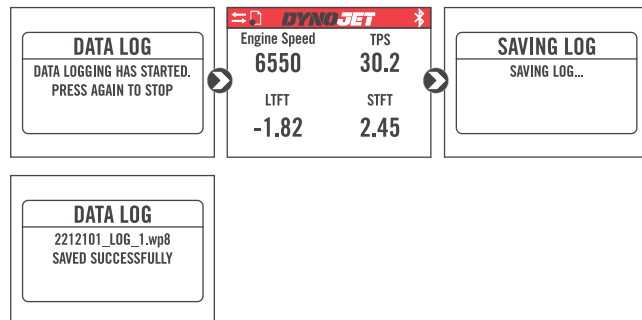 DATA LOG
DATA LOGGING HAS STARTED.
PRESS AGAIN TO STOP
DYNOJET
Engine Speed TPS
6550 30.2
LTFT STFT
-1.82 2.45
SAVING LOG
SAVING LOG...
DATA LOG
2212101_LOG_1.wp8
SAVED SUCCESSFULLY